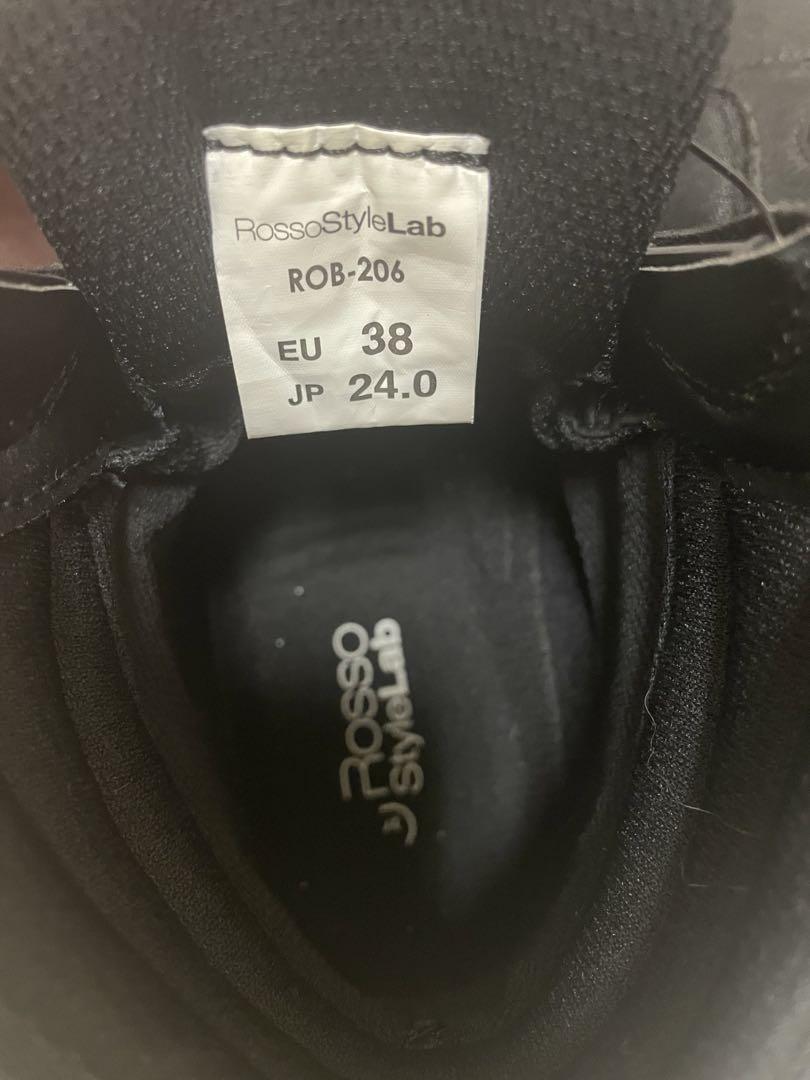 RossoStyleLab
ROB-206
EU 38
JP 24.0
ROSSO
StyleLab